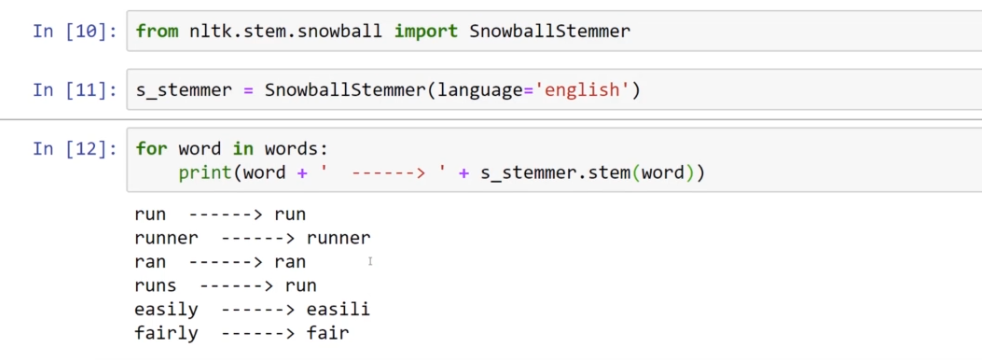 In [10]: from nltk.stem.snowball import SnowballStemmer
In [11]: s_stemmer = SnowballStemmer(language='english')
In [12]: for word in words:
    print(word + '  ------> ' + s_stemmer.stem(word))
run  ------> run
runner  ------> runner
ran  ------> ran
runs  ------> run
easily  ------> easili
fairly  ------> fair